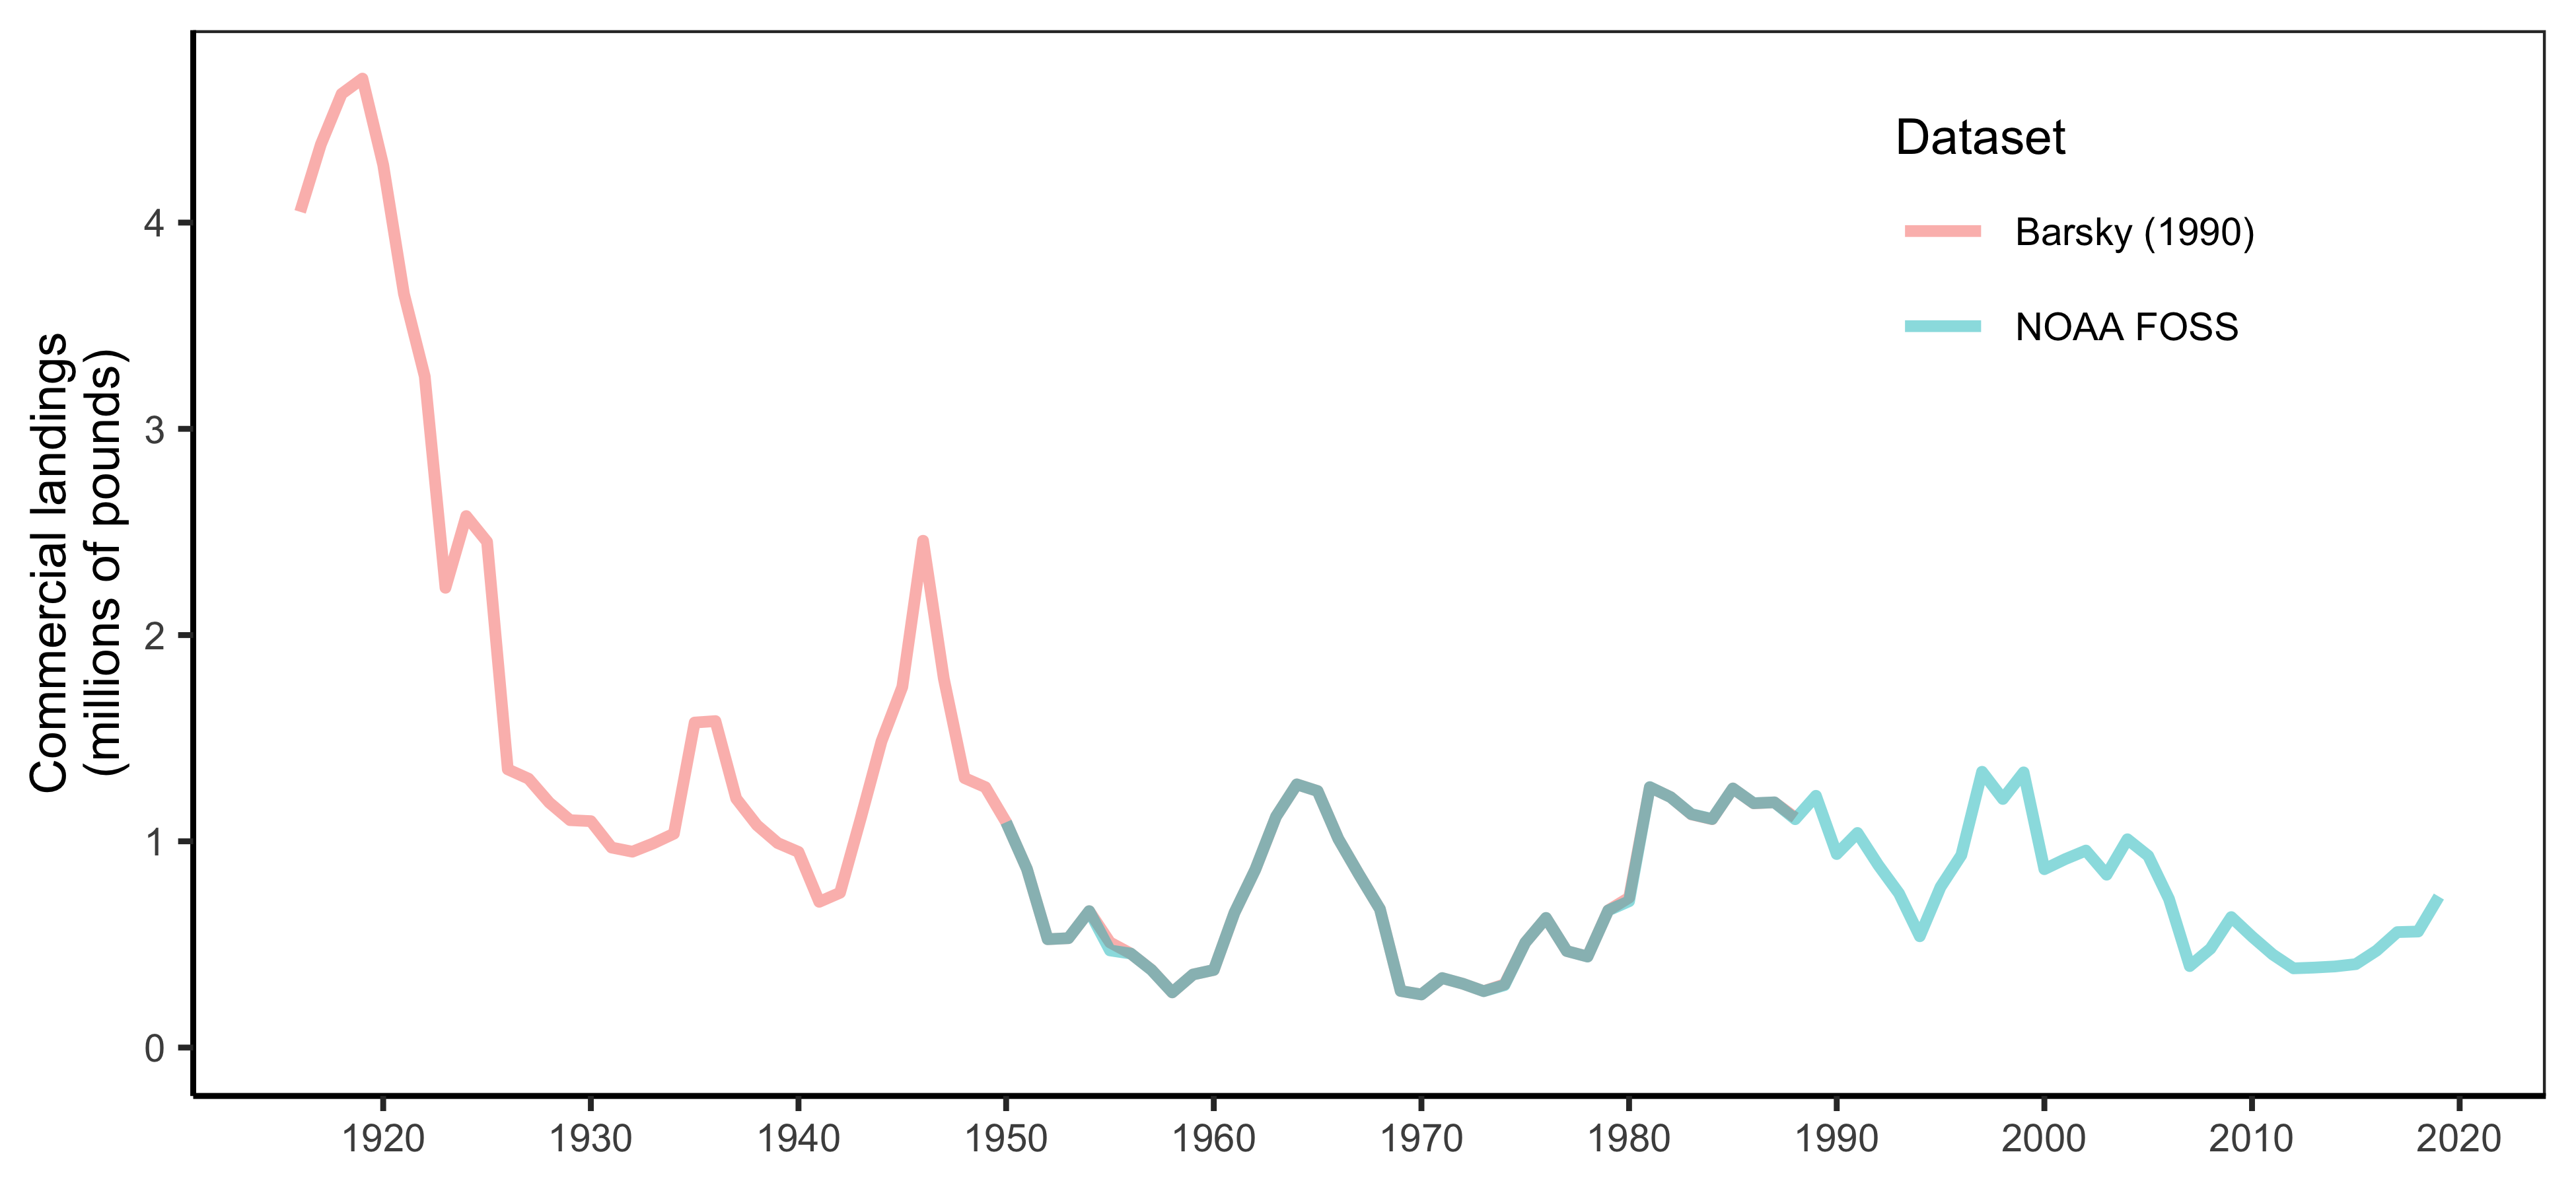 Commercial landings
(millions of pounds)
4
3
2
1
0
1920 1930 1940 1950 1960 1970 1980 1990 2000 2010 2020
Dataset
Barsky (1990)
NOAA FOSS